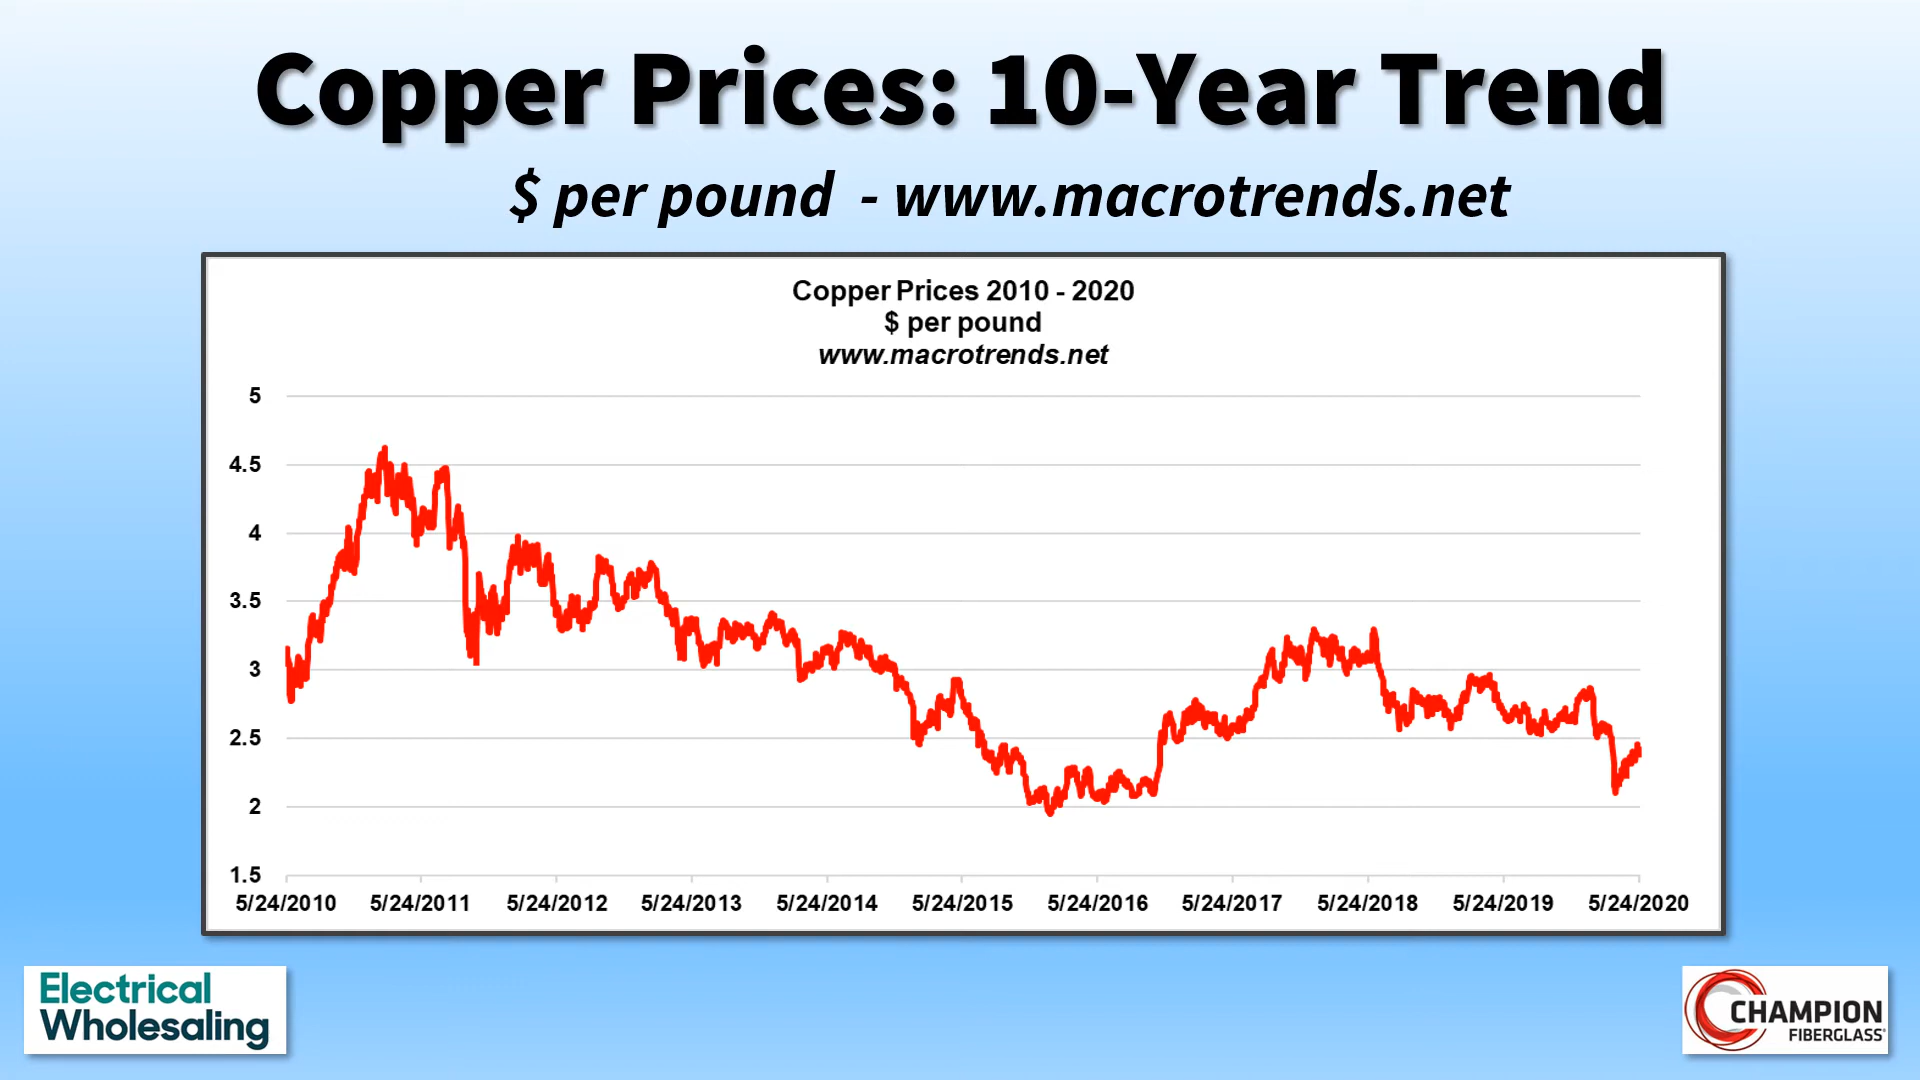 Copper Prices: 10-Year Trend
$ per pound - www.macrotrends.net
Copper Prices 2010 - 2020
$ per pound
www.macrotrends.net
5
4.5
4
3.5
3
2.5
2
1.5
5/24/2010 5/24/2011 5/24/2012 5/24/2013 5/24/2014 5/24/2015 5/24/2016 5/24/2017 5/24/2018 5/24/2019 5/24/2020
Electrical
Wholesaling
CHAMPION
FIBERGLASS®